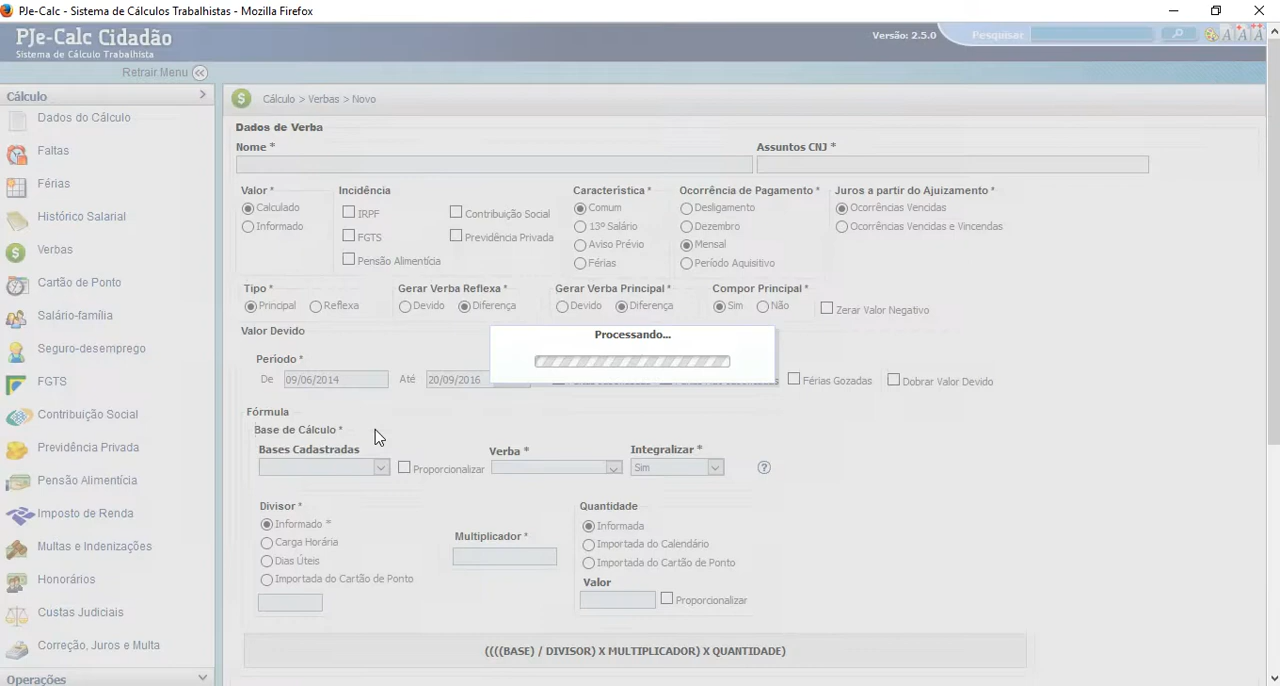 PJe-Calc - Sistema de Cálculos Trabalhistas - Mozilla Firefox
PJe-Calc Cidadão
Sistema de Cálculo Trabalhista
Versão: 2.5.0
Pesquisar
A A+ A++
Retrair Menu
Cálculo
Dados do Cálculo
Faltas
Férias
Histórico Salarial
Verbas
Cartão de Ponto
Salário-família
Seguro-desemprego
FGTS
Contribuição Social
Previdência Privada
Pensão Alimentícia
Imposto de Renda
Multas e Indenizações
Honorários
Custas Judiciais
Correção, Juros e Multa
Operações
Cálculo > Verbas > Novo
Dados de Verba
Nome * Assuntos CNJ *
Valor * Incidência Característica * Ocorrência de Pagamento * Juros a partir do Ajuizamento *
Calculado IRPF Contribuição Social Comum Desligamento Ocorrências Vencidas
Informado FGTS Previdência Privada 13º Salário Dezembro Ocorrências Vencidas e Vincendas
Pensão Alimentícia Aviso Prévio Mensal
Férias Período Aquisitivo
Tipo * Gerar Verba Reflexa * Gerar Verba Principal * Compor Principal *
Principal Reflexa Devido Diferença Devido Diferença Sim Não Zerar Valor Negativo
Valor Devido
Processando...
Período *
De 09/06/2014 Até 20/09/2016 Férias Gozadas Dobrar Valor Devido
Fórmula
Base de Cálculo *
Bases Cadastradas Verba * Integralizar *
Proporcionalizar Sim ?
Divisor * Quantidade
Informado * Informada
Carga Horária Multiplicador * Importada do Calendário
Dias Úteis Importada do Cartão de Ponto
Importada do Cartão de Ponto Valor
Proporcionalizar
((((BASE) / DIVISOR) X MULTIPLICADOR) X QUANTIDADE)